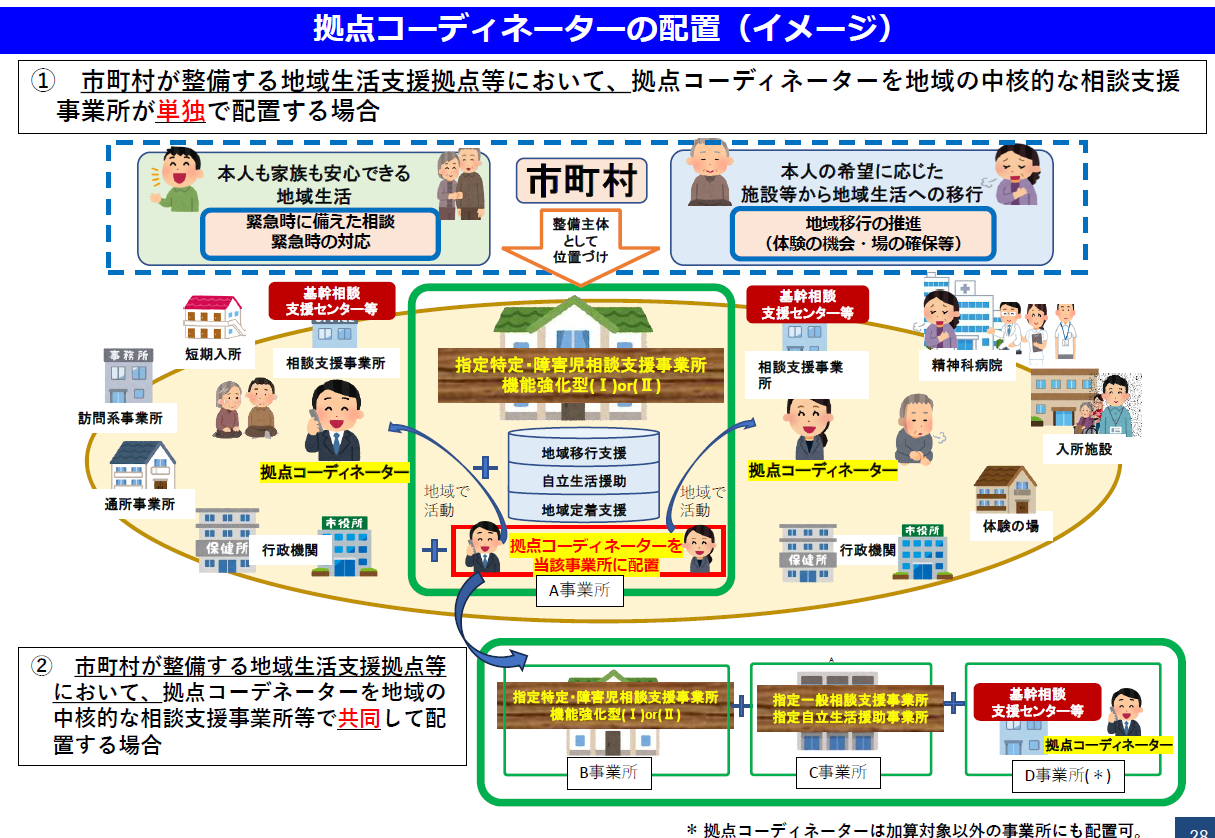 拠点コーディネーターの配置（イメージ）
① 市町村が整備する地域生活支援拠点等において、拠点コーディネーターを地域の中核的な相談支援
事業所が単独で配置する場合
本人も家族も安心できる
地域生活
緊急時に備えた相談
緊急時の対応
市町村
整備主体
として
位置づけ
本人の希望に応じた
施設等から地域生活への移行
地域移行の推進
（体験の機会・場の確保等）
基幹相談
支援センター等
相談支援事業所
短期入所
事務所
訪問系事業所
通所事業所
拠点コーディネーター
保健所
行政機関
市役所
指定特定・障害児相談支援事業所
機能強化型(Ⅰ)or(Ⅱ)
地域移行支援
自立生活援助
地域定着支援
地域で
活動
地域で
活動
拠点コーディネーターを
当該事業所に配置
A事業所
基幹相談
支援センター等
相談支援事業
所
精神科病院
入所施設
体験の場
拠点コーディネーター
保健所
行政機関
市役所
② 市町村が整備する地域生活支援拠点等
において、拠点コーデネーターを地域の
中核的な相談支援事業所等で共同して配
置する場合
指定特定・障害児相談支援事業所
機能強化型(Ⅰ)or(Ⅱ)
B事業所
A
指定一般相談支援事業所
指定自立生活援助事業所
C事業所
基幹相談
支援センター等
拠点コーディネーター
D事業所(＊)
＊拠点コーディネーターは加算対象以外の事業所にも配置可。
28